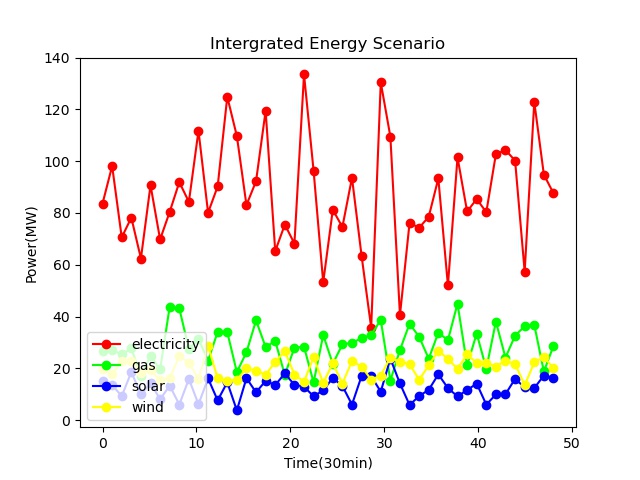 Intergrated Energy Scenario
Power(MW)
140
120
100
80
60
40
20
0
electricity
gas
solar
wind
0 10 20 30 40 50
Time(30min)